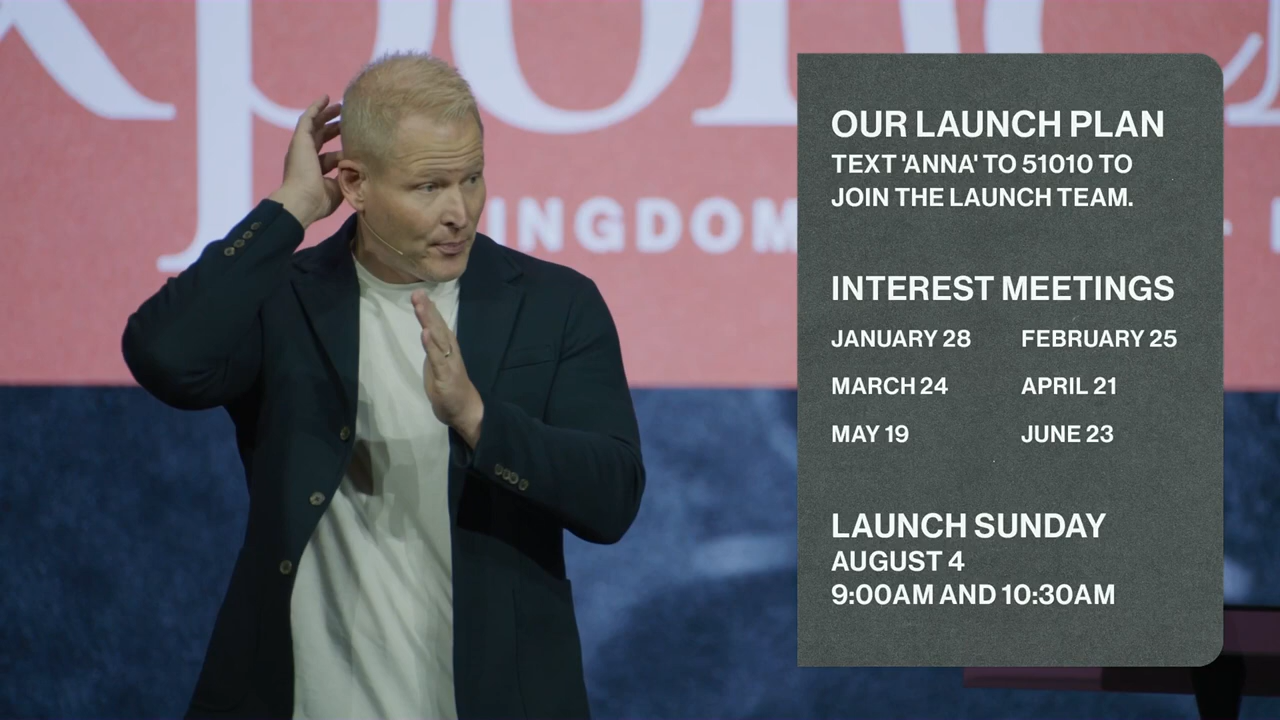 INGDOM
OUR LAUNCH PLAN
TEXT 'ANNA' TO 51010 TO
JOIN THE LAUNCH TEAM.
INTEREST MEETINGS
JANUARY 28 FEBRUARY 25
MARCH 24 APRIL 21
MAY 19 JUNE 23
LAUNCH SUNDAY
AUGUST 4
9:00AM AND 10:30AM